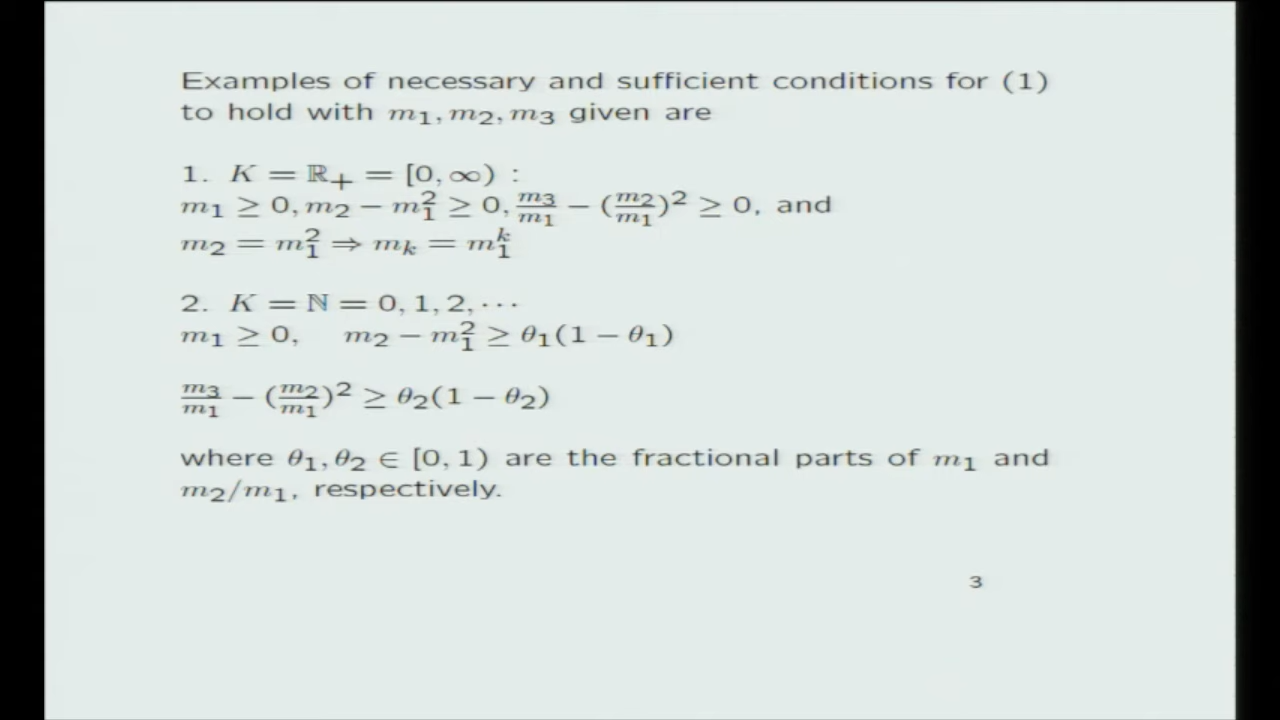 Examples of necessary and sufficient conditions for (1)
to hold with m₁, m₂, m₃ given are
1. K = ℝ₊ = [0, ∞) :
m₁ ≥ 0, m₂ − m₁² ≥ 0, m₃/m₁ − (m₂/m₁)² ≥ 0, and
m₂ = m₁² ⇒ mₖ = m₁ᵏ
2. K = ℕ = 0, 1, 2, ···
m₁ ≥ 0, m₂ − m₁² ≥ θ₁(1 − θ₁)
m₃/m₁ − (m₂/m₁)² ≥ θ₂(1 − θ₂)
where θ₁, θ₂ ∈ [0, 1) are the fractional parts of m₁ and
m₂/m₁, respectively.
3